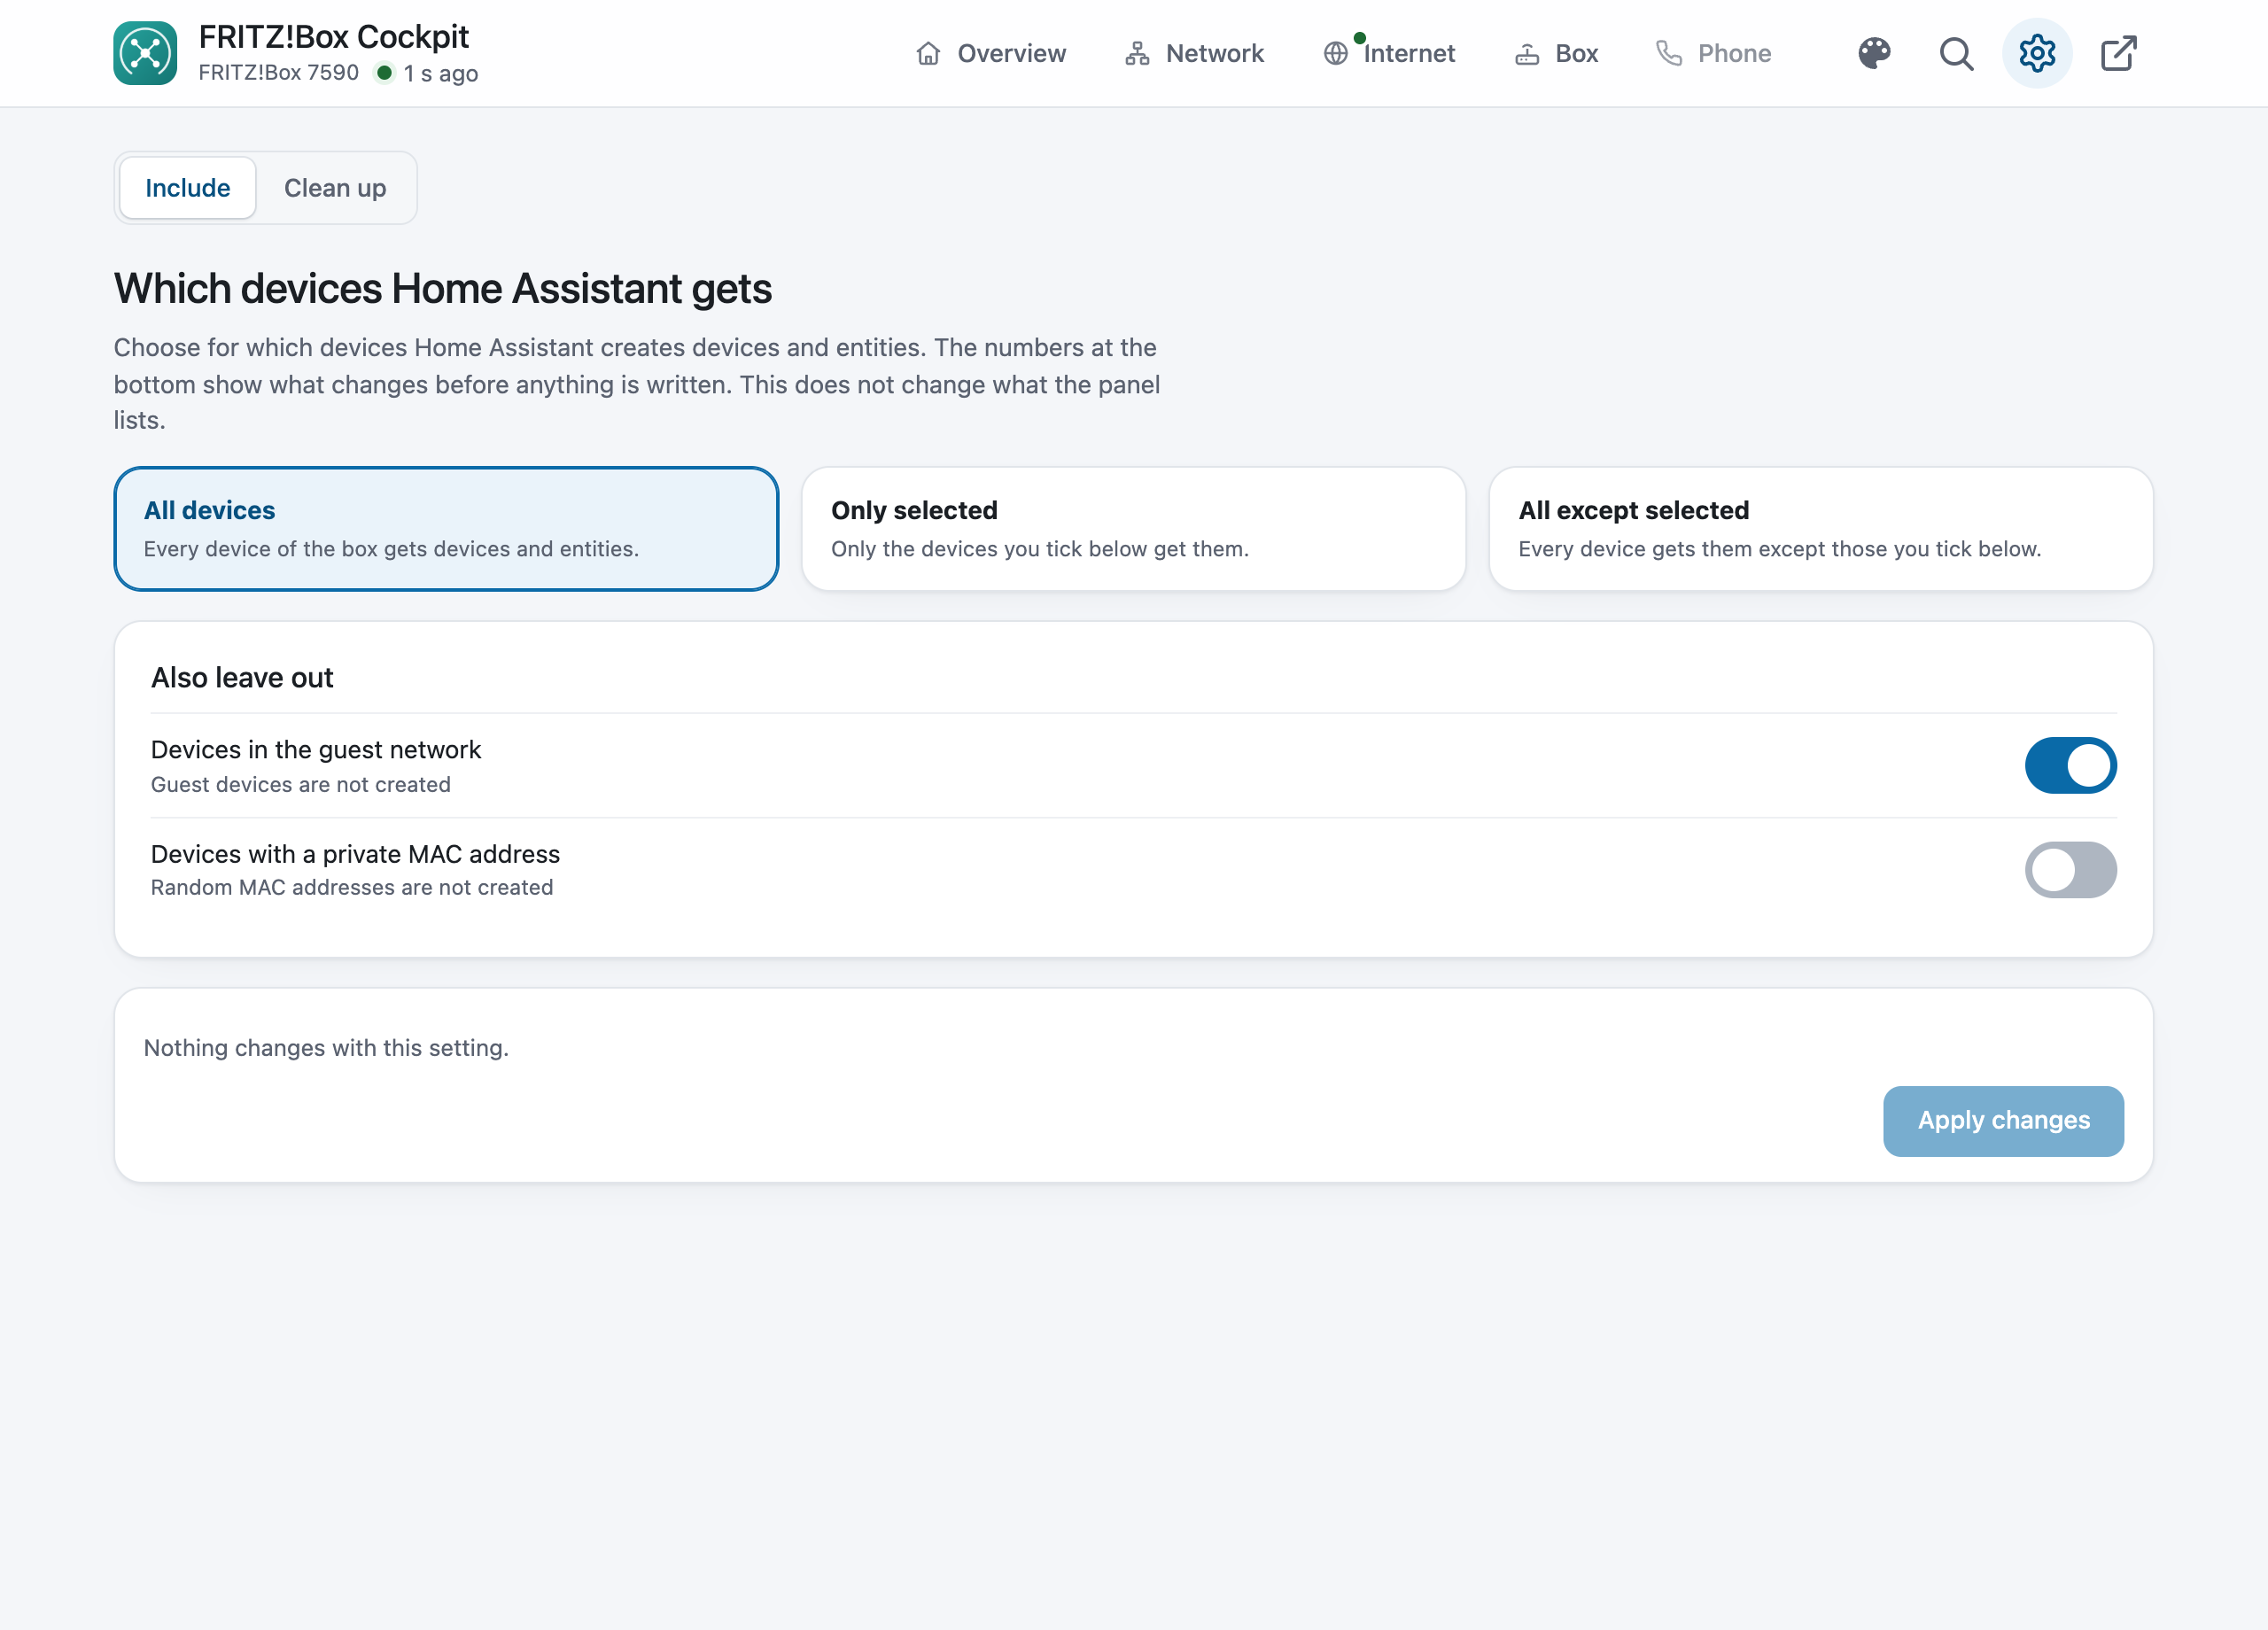 FRITZ!Box Cockpit
FRITZ!Box 7590 1 s ago
Overview
Network
Internet
Box
Phone
Include
Clean up
Which devices Home Assistant gets
Choose for which devices Home Assistant creates devices and entities. The numbers at the
bottom show what changes before anything is written. This does not change what the panel
lists.
All devices
Every device of the box gets devices and entities.
Only selected
Only the devices you tick below get them.
All except selected
Every device gets them except those you tick below.
Also leave out
Devices in the guest network
Guest devices are not created
Devices with a private MAC address
Random MAC addresses are not created
Nothing changes with this setting.
Apply changes